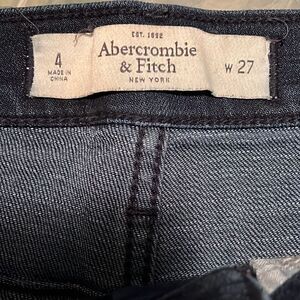 EST. 1892
Abercrombie
& Fitch
NEW YORK
4
MADE IN
CHINA
W 27